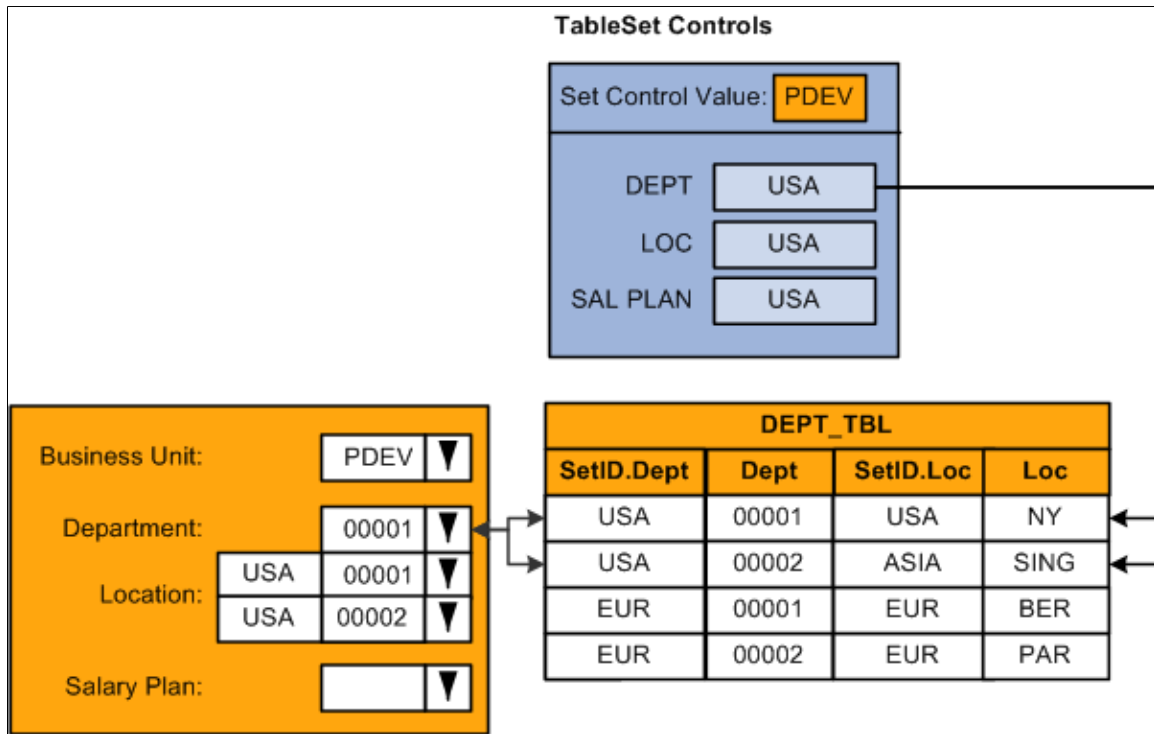 TableSet Controls
Set Control Value: PDEV
DEPT USA
LOC USA
SAL PLAN USA
Business Unit: PDEV
Department: 00001
Location:
USA 00001
USA 00002
Salary Plan:
DEPT_TBL
SetID.Dept Dept SetID.Loc Loc
USA 00001 USA NY
USA 00002 ASIA SING
EUR 00001 EUR BER
EUR 00002 EUR PAR